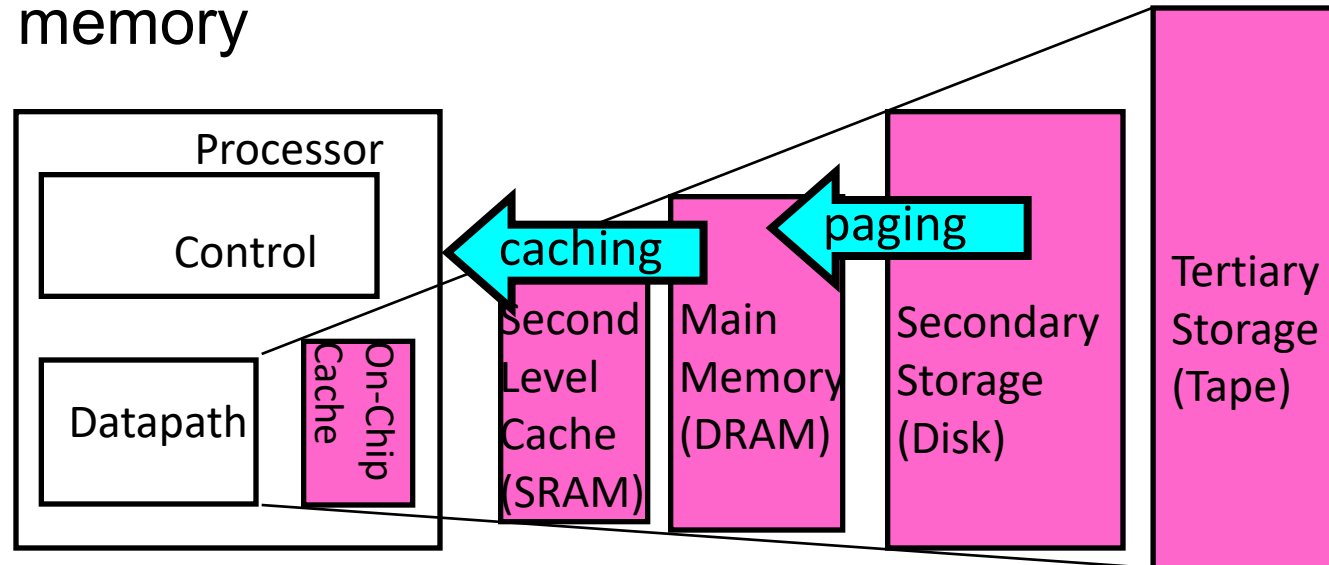 memory
Processor
Control
Datapath
On-Chip
Cache
caching
Second
Level
Cache
(SRAM)
Main
Memory
(DRAM)
paging
Secondary
Storage
(Disk)
Tertiary
Storage
(Tape)